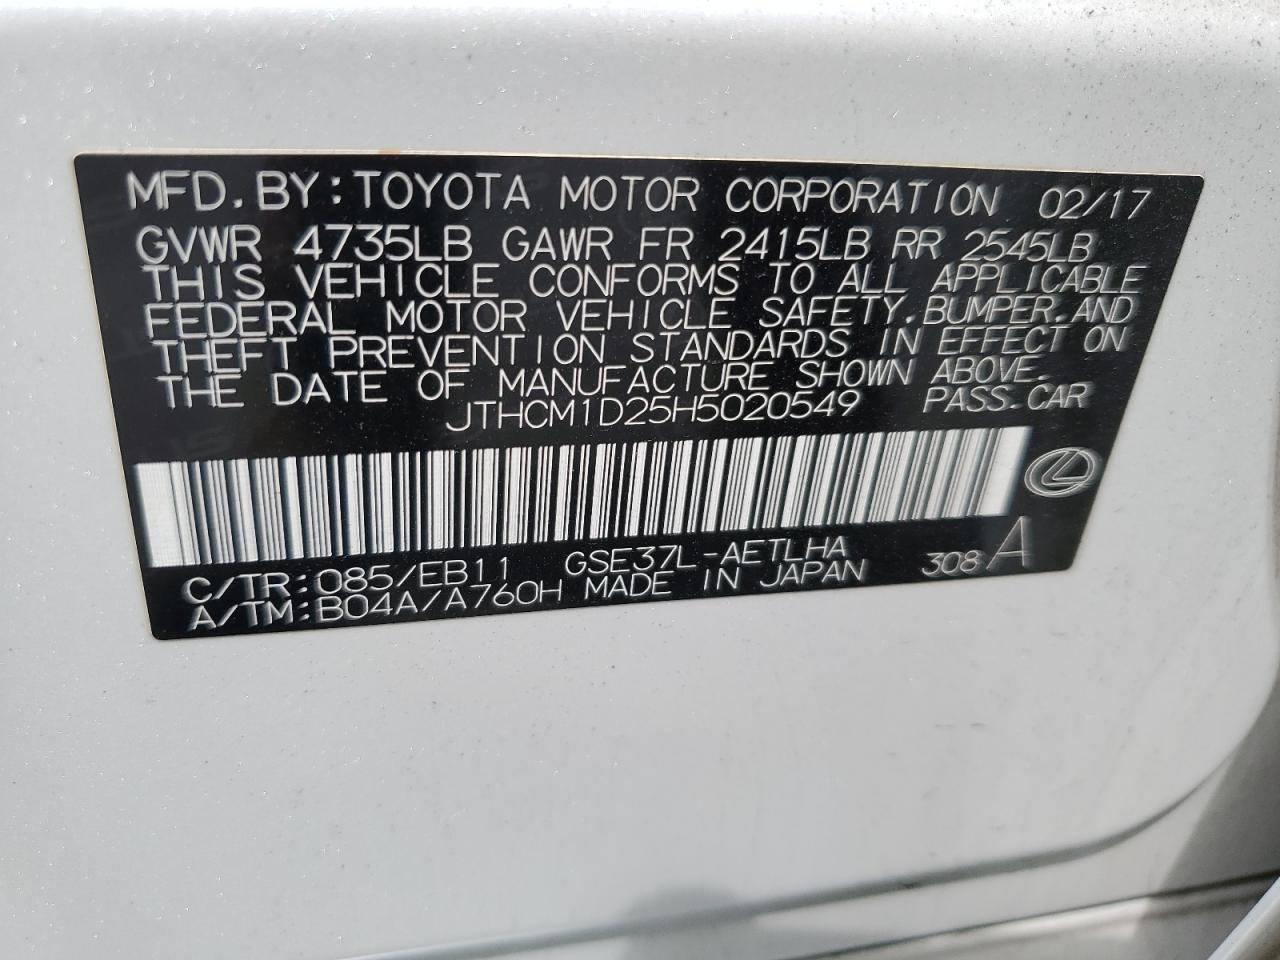 MFD. BY: TOYOTA MOTOR CORPORATION 02/17
GVWR 4735LB GAWR FR 2415LB RR 2545LB
THIS VEHICLE CONFORMS TO ALL APPLICABLE
FEDERAL MOTOR VEHICLE SAFETY, BUMPER, AND
THEFT PREVENTION STANDARDS IN EFFECT ON
THE DATE OF MANUFACTURE SHOWN ABOVE.
JTHCM1D25H5020549 PASS. CAR
C/TR: 085/EB11 GSE37L-AETLHA 308 A
A/TM: B04A/A760H MADE IN JAPAN